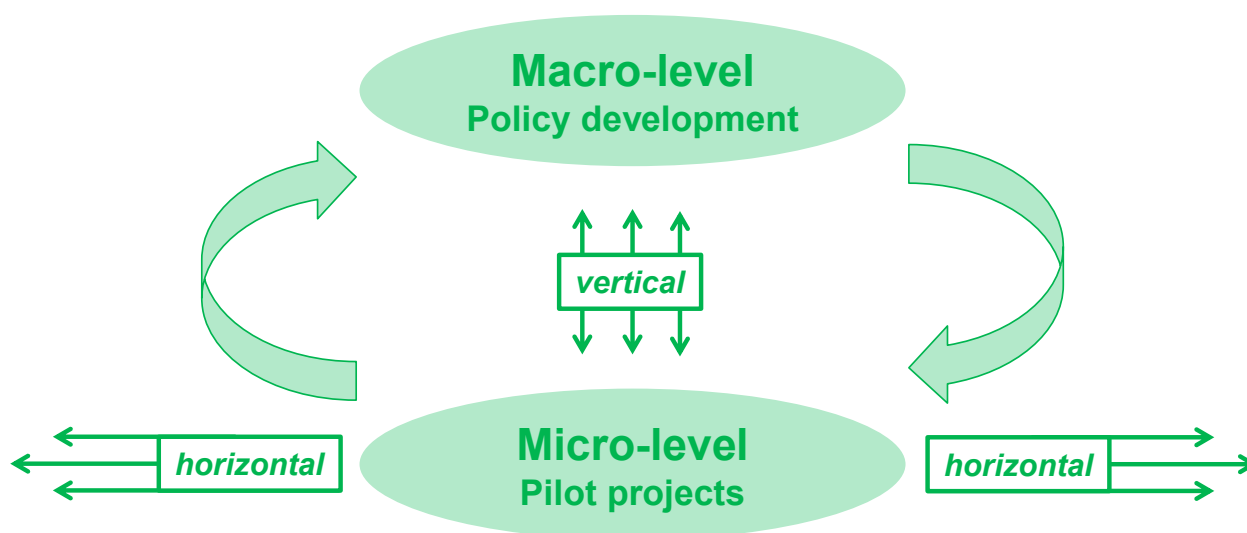 Macro-level
Policy development
vertical
horizontal
Micro-level
Pilot projects
horizontal